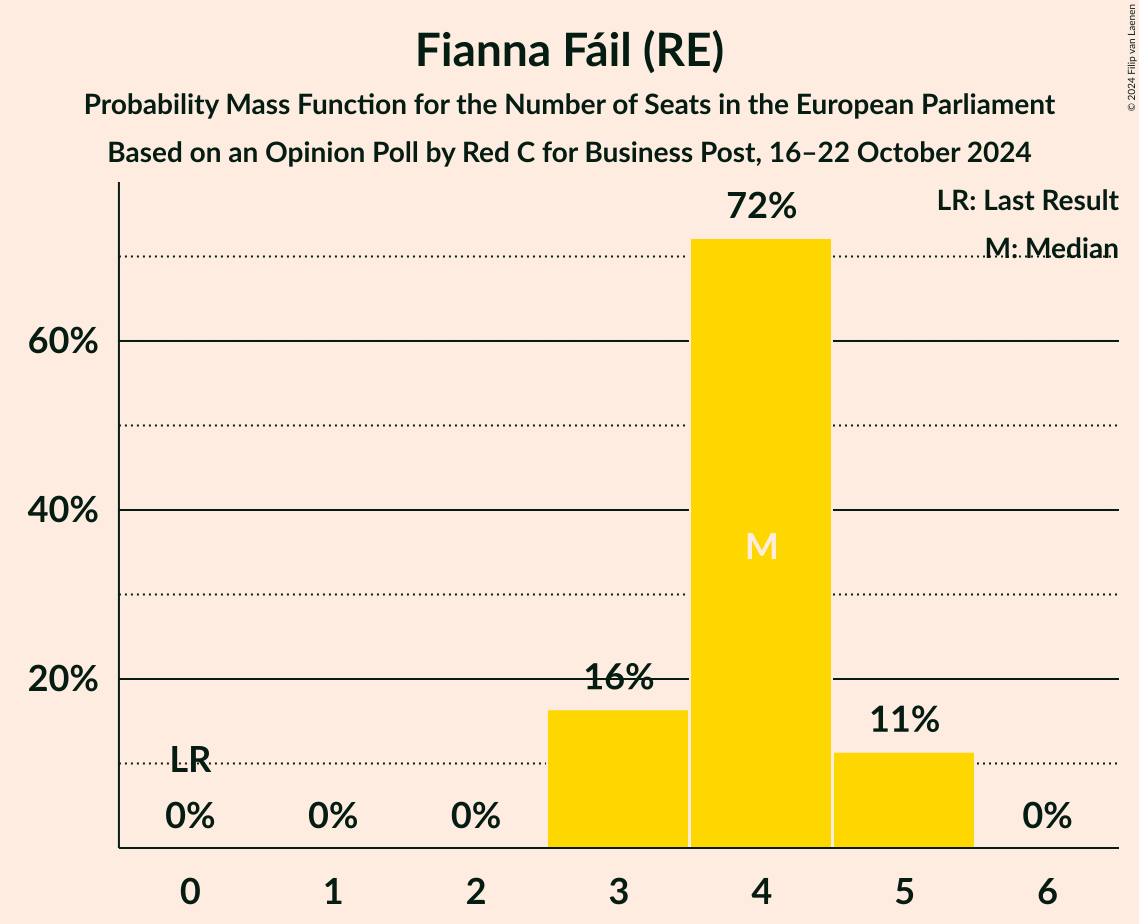 Fianna Fáil (RE)
Probability Mass Function for the Number of Seats in the European Parliament
Based on an Opinion Poll by Red C for Business Post, 16–22 October 2024
© 2024 Filip van Laenen
LR: Last Result
M: Median
72%
60%
40%
M
20%
16%
11%
LR
0%
0%
0%
0%
0
1
2
3
4
5
6